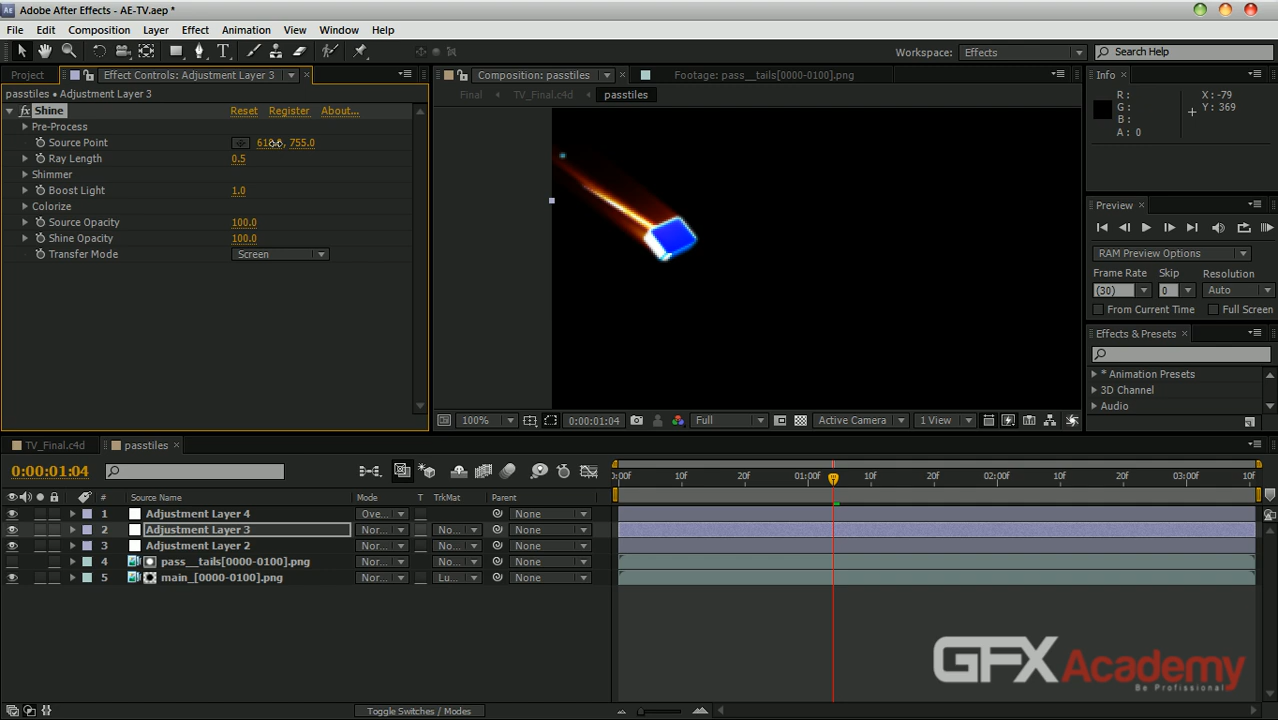 Adobe After Effects - AE-TV.aep *
File Edit Composition Layer Effect Animation View Window Help
Workspace: Effects Search Help
Project Effect Controls: Adjustment Layer 3 Composition: passtiles Footage: pass__tails[0000-0100].png Info
passtiles • Adjustment Layer 3 Final TV_Final.c4d passtiles
R: X: -79
G: Y: 369
B:
A: 0
fx Shine Reset Register About...
Pre-Process
Source Point , 755.0
Ray Length 0.5
Shimmer
Boost Light 1.0
Colorize
Source Opacity 100.0
Shine Opacity 100.0
Transfer Mode Screen
Preview
RAM Preview Options
Frame Rate Skip Resolution
(30) 0 Auto
From Current Time Full Screen
Effects & Presets
* Animation Presets
3D Channel
Audio
100% 0:00:01:04 Full Active Camera 1 View
TV_Final.c4d passtiles
0:00:01:04 0:00f 10f 20f 01:00f 10f 20f 02:00f 10f 20f 03:00f 10f
# Source Name Mode T TrkMat Parent
1 Adjustment Layer 4 Ove... None
2 Adjustment Layer 3 Nor... No... None
3 Adjustment Layer 2 Nor... No... None
4 pass__tails[0000-0100].png Nor... No... None
5 main_[0000-0100].png Nor... Lu... None
GFXAcademy
Be Profissional
Toggle Switches / Modes